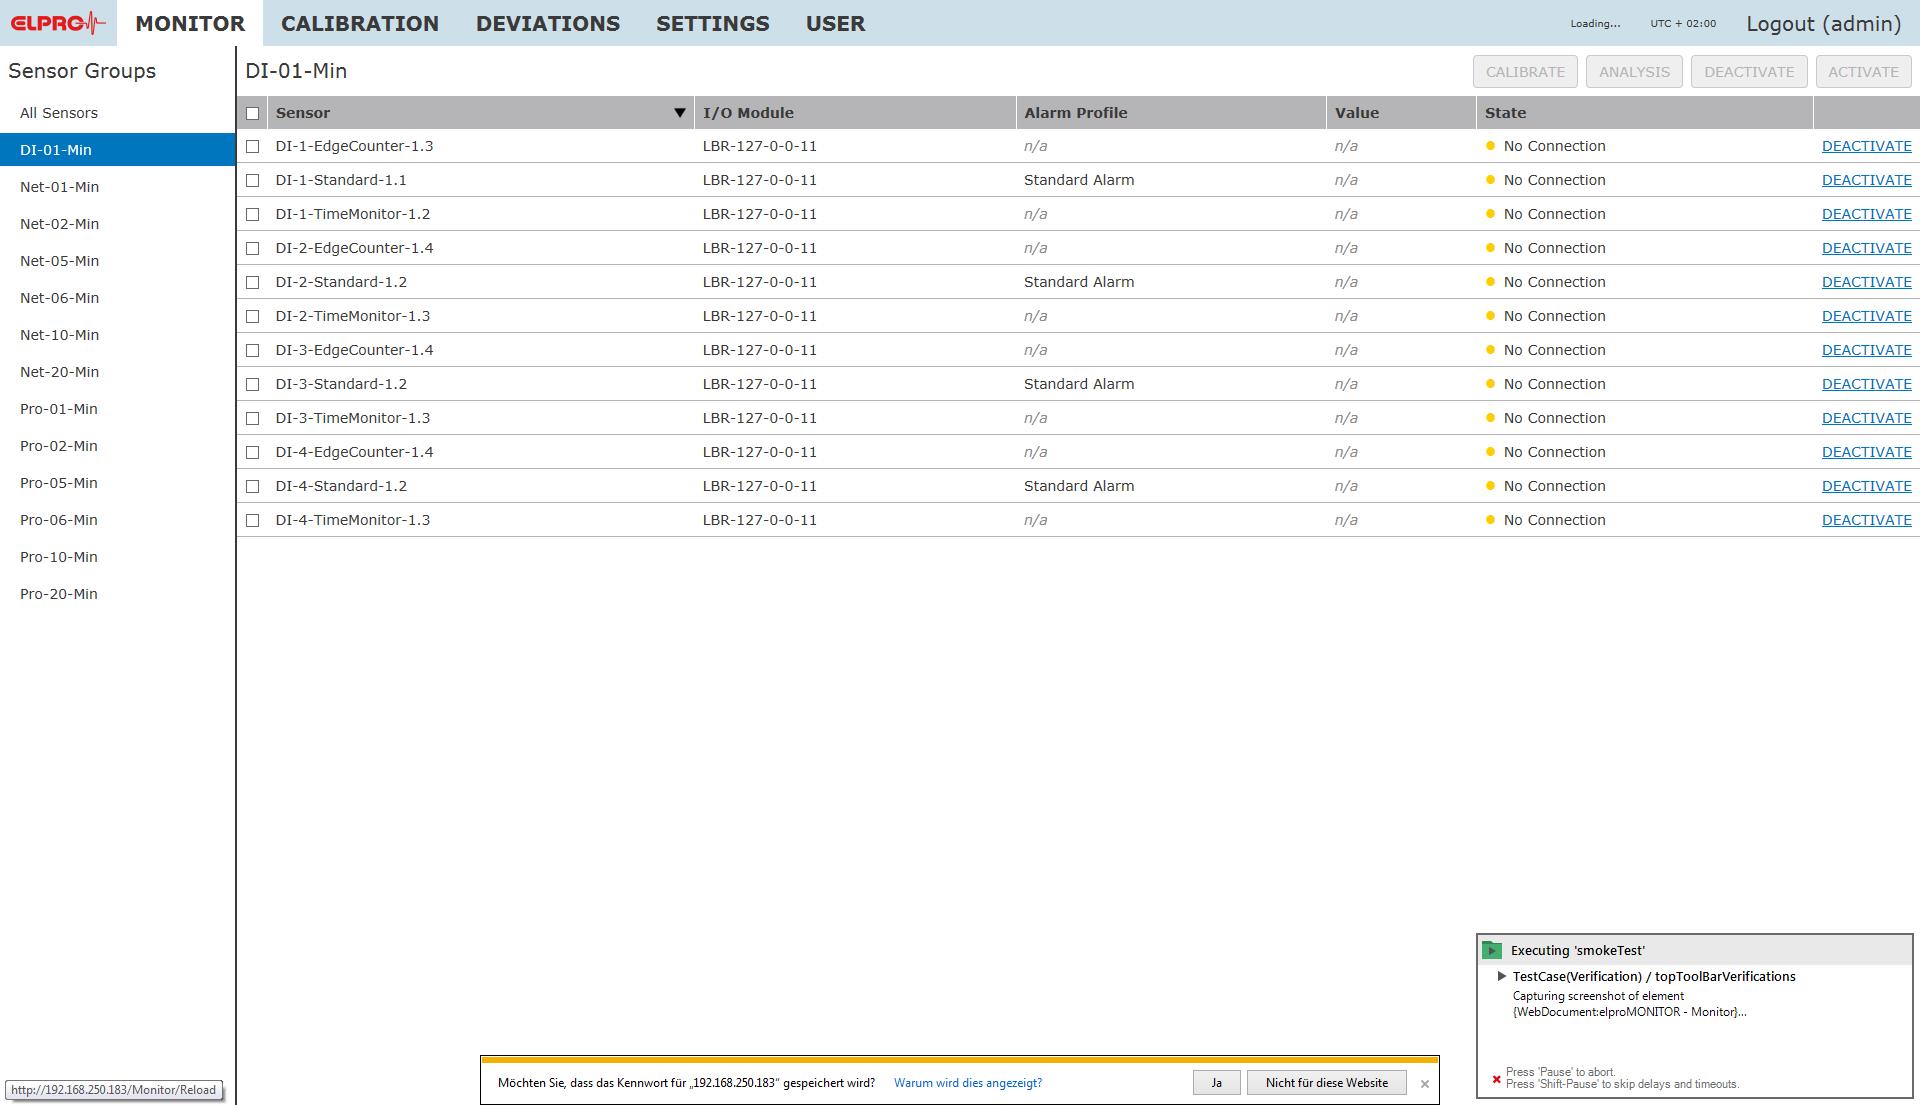 ELPRO MONITOR CALIBRATION DEVIATIONS SETTINGS USER Loading... UTC + 02:00 Logout (admin)
Sensor Groups
All Sensors
DI-01-Min
Net-01-Min
Net-02-Min
Net-05-Min
Net-06-Min
Net-10-Min
Net-20-Min
Pro-01-Min
Pro-02-Min
Pro-05-Min
Pro-06-Min
Pro-10-Min
Pro-20-Min
DI-01-Min CALIBRATE ANALYSIS DEACTIVATE ACTIVATE
Sensor ▼ I/O Module Alarm Profile Value State
DI-1-EdgeCounter-1.3 LBR-127-0-0-11 n/a n/a No Connection DEACTIVATE
DI-1-Standard-1.1 LBR-127-0-0-11 Standard Alarm n/a No Connection DEACTIVATE
DI-1-TimeMonitor-1.2 LBR-127-0-0-11 n/a n/a No Connection DEACTIVATE
DI-2-EdgeCounter-1.4 LBR-127-0-0-11 n/a n/a No Connection DEACTIVATE
DI-2-Standard-1.2 LBR-127-0-0-11 Standard Alarm n/a No Connection DEACTIVATE
DI-2-TimeMonitor-1.3 LBR-127-0-0-11 n/a n/a No Connection DEACTIVATE
DI-3-EdgeCounter-1.4 LBR-127-0-0-11 n/a n/a No Connection DEACTIVATE
DI-3-Standard-1.2 LBR-127-0-0-11 Standard Alarm n/a No Connection DEACTIVATE
DI-3-TimeMonitor-1.3 LBR-127-0-0-11 n/a n/a No Connection DEACTIVATE
DI-4-EdgeCounter-1.4 LBR-127-0-0-11 n/a n/a No Connection DEACTIVATE
DI-4-Standard-1.2 LBR-127-0-0-11 Standard Alarm n/a No Connection DEACTIVATE
DI-4-TimeMonitor-1.3 LBR-127-0-0-11 n/a n/a No Connection DEACTIVATE
Executing 'smokeTest'
TestCase(Verification) / topToolBarVerifications
Capturing screenshot of element
{WebDocument:elproMONITOR - Monitor}...
Press 'Pause' to abort.
Press 'Shift-Pause' to skip delays and timeouts.
Möchten Sie, dass das Kennwort für „192.168.250.183“ gespeichert wird? Warum wird dies angezeigt? Ja Nicht für diese Website ×
http://192.168.250.183/Monitor/Reload